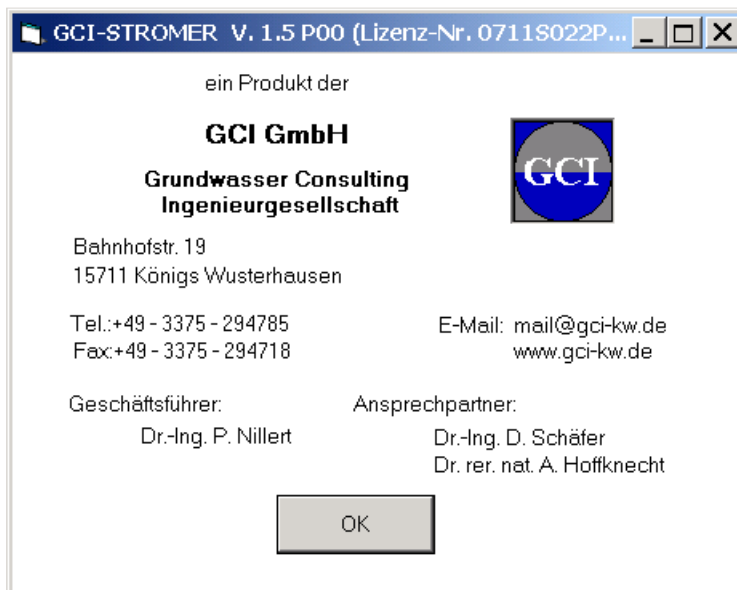 GCI-STROMER V. 1.5 P00 (Lizenz-Nr. 0711S022P...
ein Produkt der
GCI GmbH
Grundwasser Consulting
Ingenieurgesellschaft
GCI
Bahnhofstr. 19
15711 Königs Wusterhausen
Tel.:+49 - 3375 - 294785
Fax:+49 - 3375 - 294718
E-Mail: mail@gci-kw.de
www.gci-kw.de
Geschäftsführer:
Dr.-Ing. P. Nillert
Ansprechpartner:
Dr.-Ing. D. Schäfer
Dr. rer. nat. A. Hoffknecht
OK